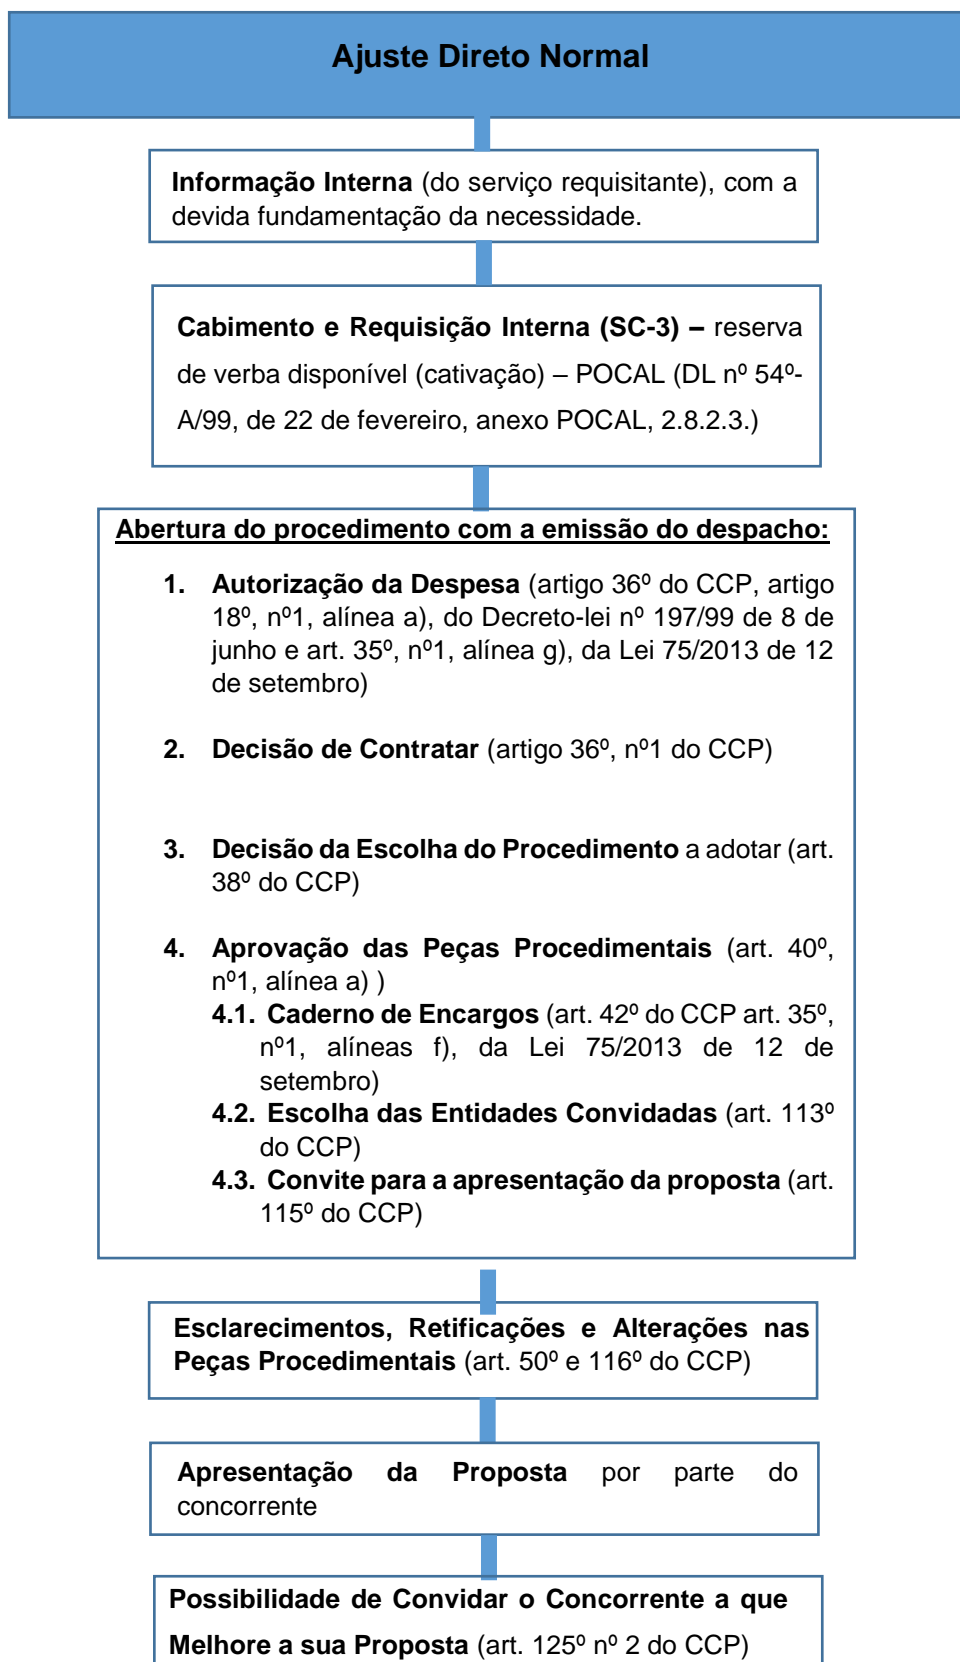 Ajuste Direto Normal
Informação Interna (do serviço requisitante), com a
devida fundamentação da necessidade.
Cabimento e Requisição Interna (SC-3) – reserva
de verba disponível (cativação) – POCAL (DL nº 54º-
A/99, de 22 de fevereiro, anexo POCAL, 2.8.2.3.)
Abertura do procedimento com a emissão do despacho:
1. Autorização da Despesa (artigo 36º do CCP, artigo
18º, nº1, alínea a), do Decreto-lei nº 197/99 de 8 de
junho e art. 35º, nº1, alínea g), da Lei 75/2013 de 12
de setembro)
2. Decisão de Contratar (artigo 36º, nº1 do CCP)
3. Decisão da Escolha do Procedimento a adotar (art.
38º do CCP)
4. Aprovação das Peças Procedimentais (art. 40º,
nº1, alínea a) )
4.1. Caderno de Encargos (art. 42º do CCP art. 35º,
nº1, alíneas f), da Lei 75/2013 de 12 de
setembro)
4.2. Escolha das Entidades Convidadas (art. 113º
do CCP)
4.3. Convite para a apresentação da proposta (art.
115º do CCP)
Esclarecimentos, Retificações e Alterações nas
Peças Procedimentais (art. 50º e 116º do CCP)
Apresentação da Proposta por parte do
concorrente
Possibilidade de Convidar o Concorrente a que
Melhore a sua Proposta (art. 125º nº 2 do CCP)